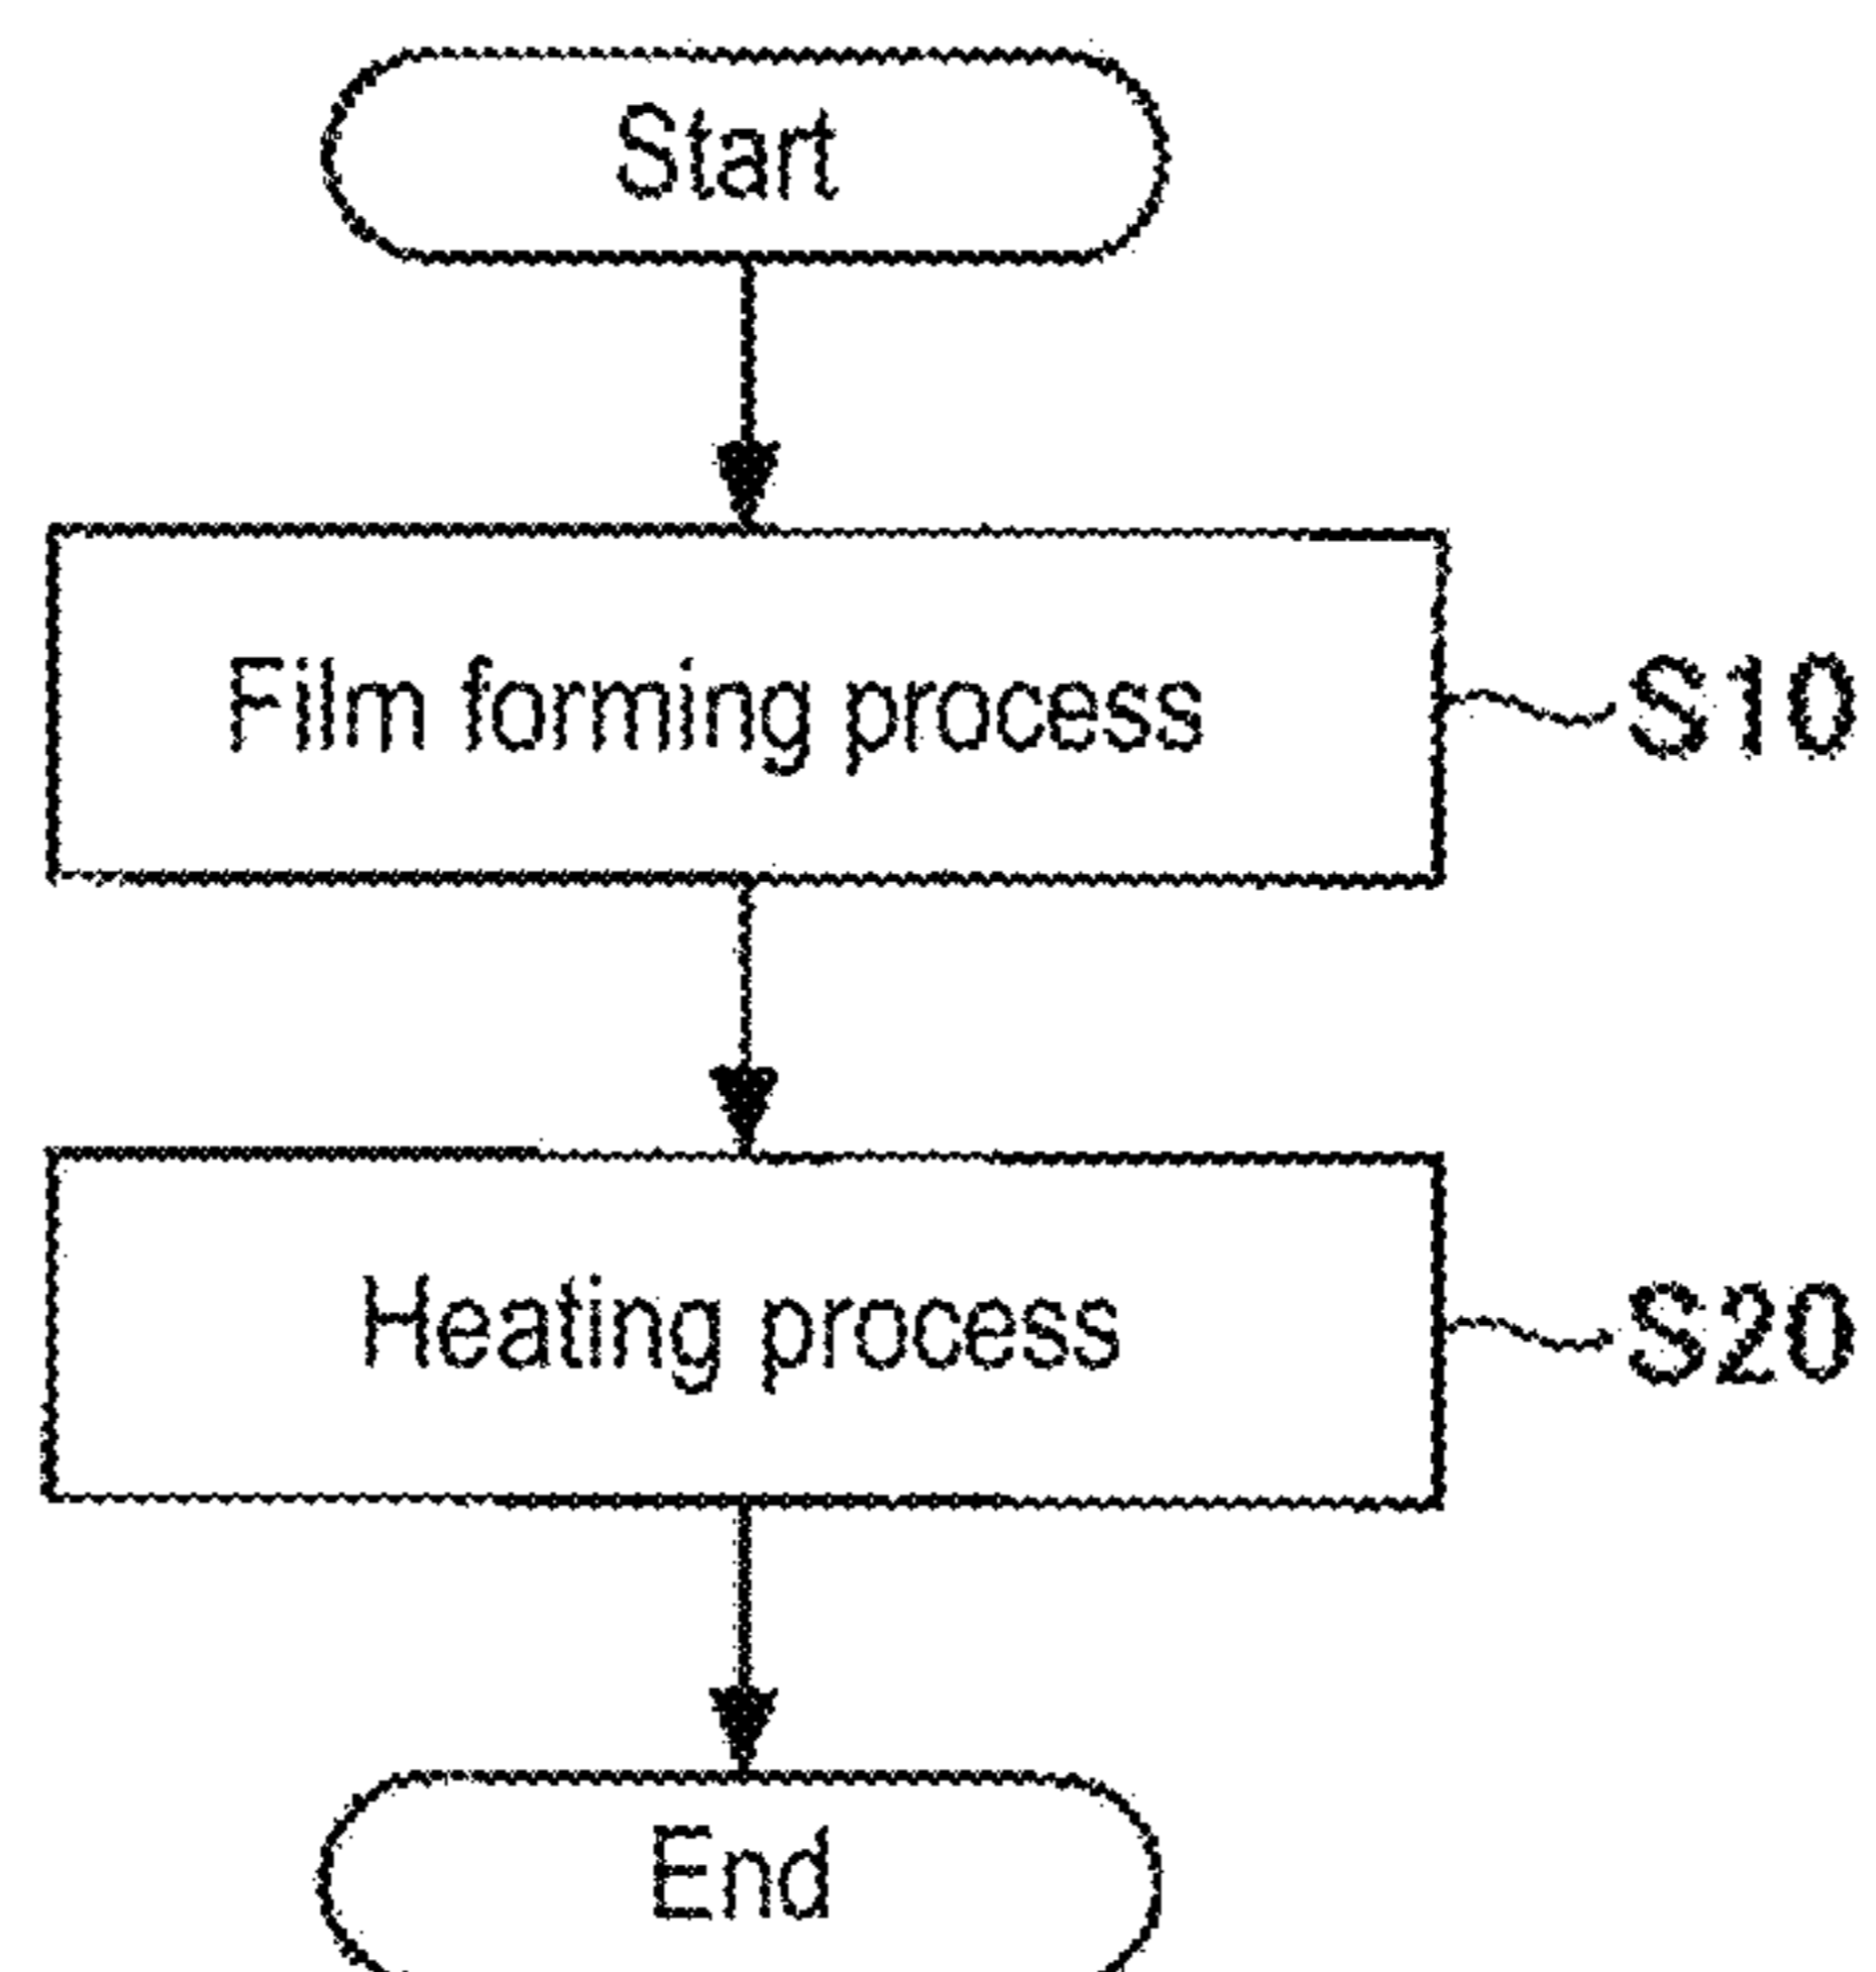 Start
Film forming process
S10
Heating process
S20
End